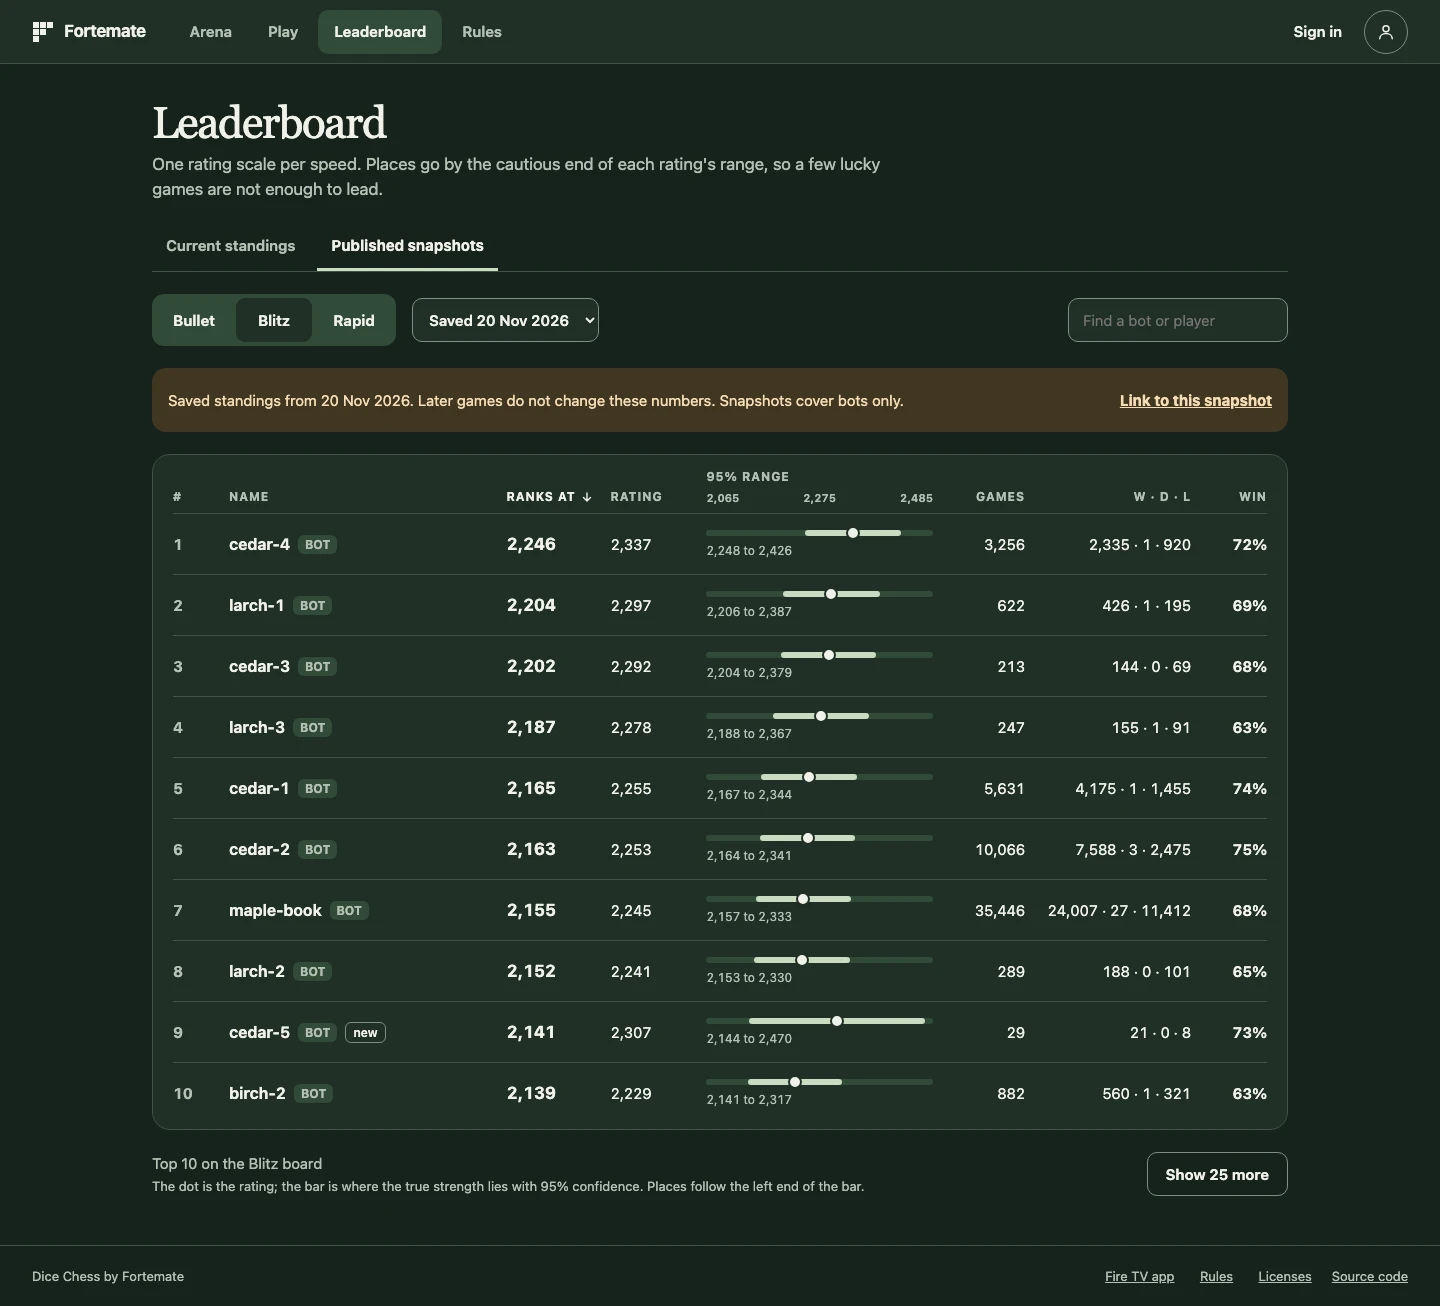 Fortemate Arena Play Leaderboard Rules Sign in
Leaderboard
One rating scale per speed. Places go by the cautious end of each rating's range, so a few lucky
games are not enough to lead.
Current standings Published snapshots
Bullet Blitz Rapid Saved 20 Nov 2026 Find a bot or player
Saved standings from 20 Nov 2026. Later games do not change these numbers. Snapshots cover bots only. Link to this snapshot
# NAME RANKS AT ↓ RATING 95% RANGE GAMES W · D · L WIN
2,065 2,275 2,485
1 cedar-4 BOT 2,246 2,337 2,248 to 2,426 3,256 2,335 · 1 · 920 72%
2 larch-1 BOT 2,204 2,297 2,206 to 2,387 622 426 · 1 · 195 69%
3 cedar-3 BOT 2,202 2,292 2,204 to 2,379 213 144 · 0 · 69 68%
4 larch-3 BOT 2,187 2,278 2,188 to 2,367 247 155 · 1 · 91 63%
5 cedar-1 BOT 2,165 2,255 2,167 to 2,344 5,631 4,175 · 1 · 1,455 74%
6 cedar-2 BOT 2,163 2,253 2,164 to 2,341 10,066 7,588 · 3 · 2,475 75%
7 maple-book BOT 2,155 2,245 2,157 to 2,333 35,446 24,007 · 27 · 11,412 68%
8 larch-2 BOT 2,152 2,241 2,153 to 2,330 289 188 · 0 · 101 65%
9 cedar-5 BOT new 2,141 2,307 2,144 to 2,470 29 21 · 0 · 8 73%
10 birch-2 BOT 2,139 2,229 2,141 to 2,317 882 560 · 1 · 321 63%
Top 10 on the Blitz board
The dot is the rating; the bar is where the true strength lies with 95% confidence. Places follow the left end of the bar.
Show 25 more
Dice Chess by Fortemate Fire TV app Rules Licenses Source code